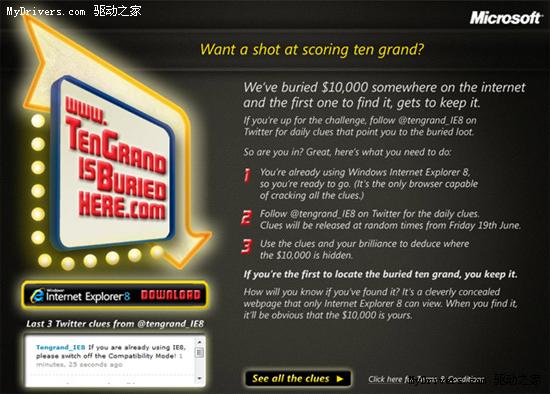 MyDrivers.com 驱动之家
Microsoft®
Want a shot at scoring ten grand?
www.
TenGrand
isBuried
Here.com
We've buried $10,000 somewhere on the internet
and the first one to find it, gets to keep it.
If you're up for the challenge, follow @tengrand_IE8 on
Twitter for daily clues that point you to the buried loot.
So are you in? Great, here's what you need to do:
1 You're already using Windows Internet Explorer 8,
so you're ready to go. (It's the only browser capable
of cracking all the clues.)
2 Follow @tengrand_IE8 on Twitter for the daily clues.
Clues will be released at random times from Friday 19th June.
3 Use the clues and your brilliance to deduce where
the $10,000 is hidden.
If you're the first to locate the buried ten grand, you keep it.
How will you know if you've found it? It's a cleverly concealed
webpage that only Internet Explorer 8 can view. When you find it,
it'll be obvious that the $10,000 is yours.
Windows
Internet Explorer 8 DOWNLOAD
Last 3 Twitter clues from @tengrand_IE8
Tengrand_IE8 If you are already using IE8,
please switch off the Compatibility Mode! 1
minutes, 25 seconds ago
See all the clues
Click here for Terms & Conditions
MyDrivers.com 驱动之家